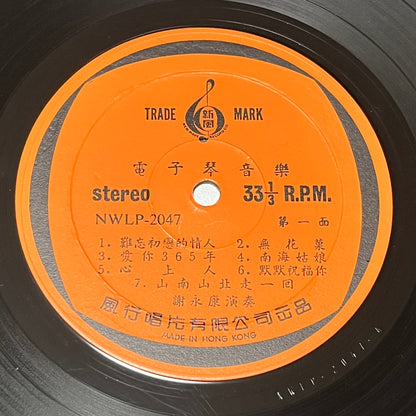 TRADE MARK
新風
電子琴音樂
stereo 33⅓ R.P.M.
NWLP-2047 第一面
1. 難忘初戀的情人 2. 無花菓
3. 愛你365年 4. 南海姑娘
5. 心上人 6. 默默祝福你
7. 山南山北走一回
謝永康演奏
風行唱片有限公司出品
MADE IN HONG KONG